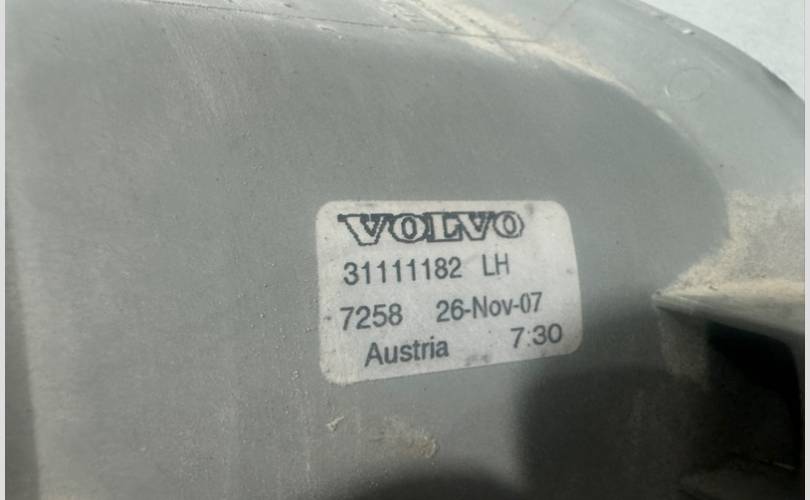 VOLVO
31111182 LH
7258 26-Nov-07
Austria 7:30